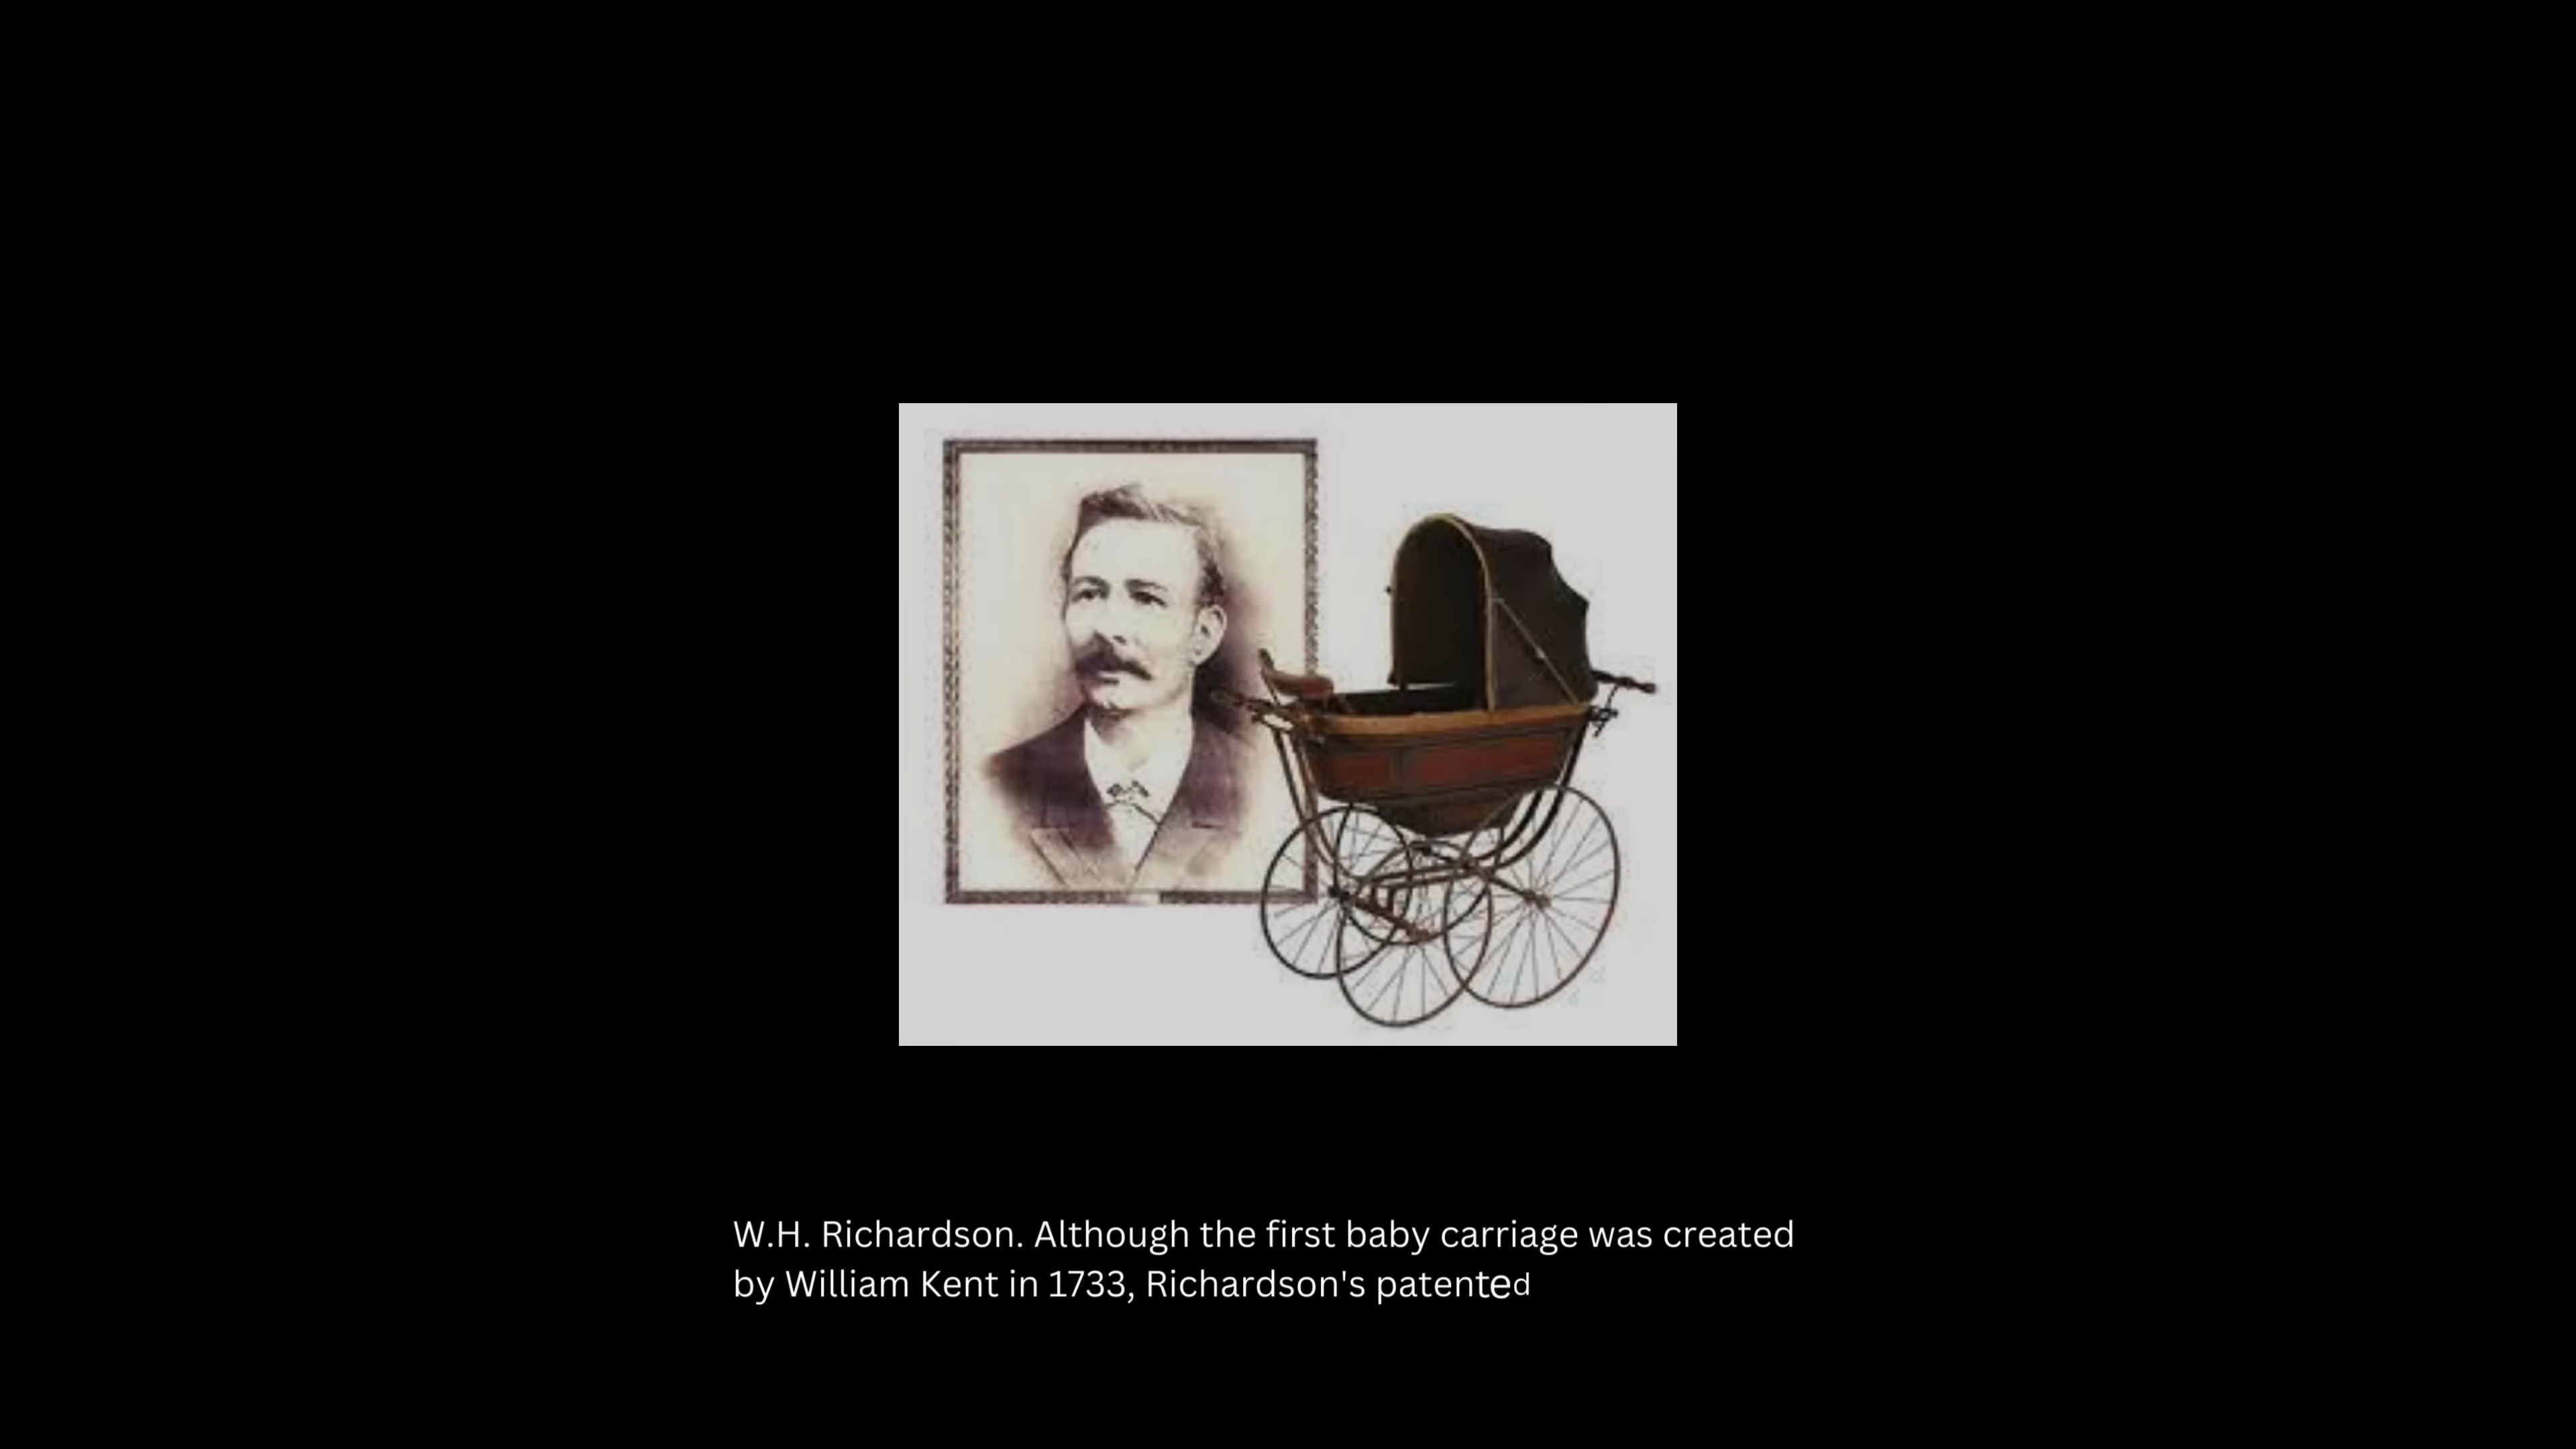 W.H. Richardson. Although the first baby carriage was created
by William Kent in 1733, Richardson's patented